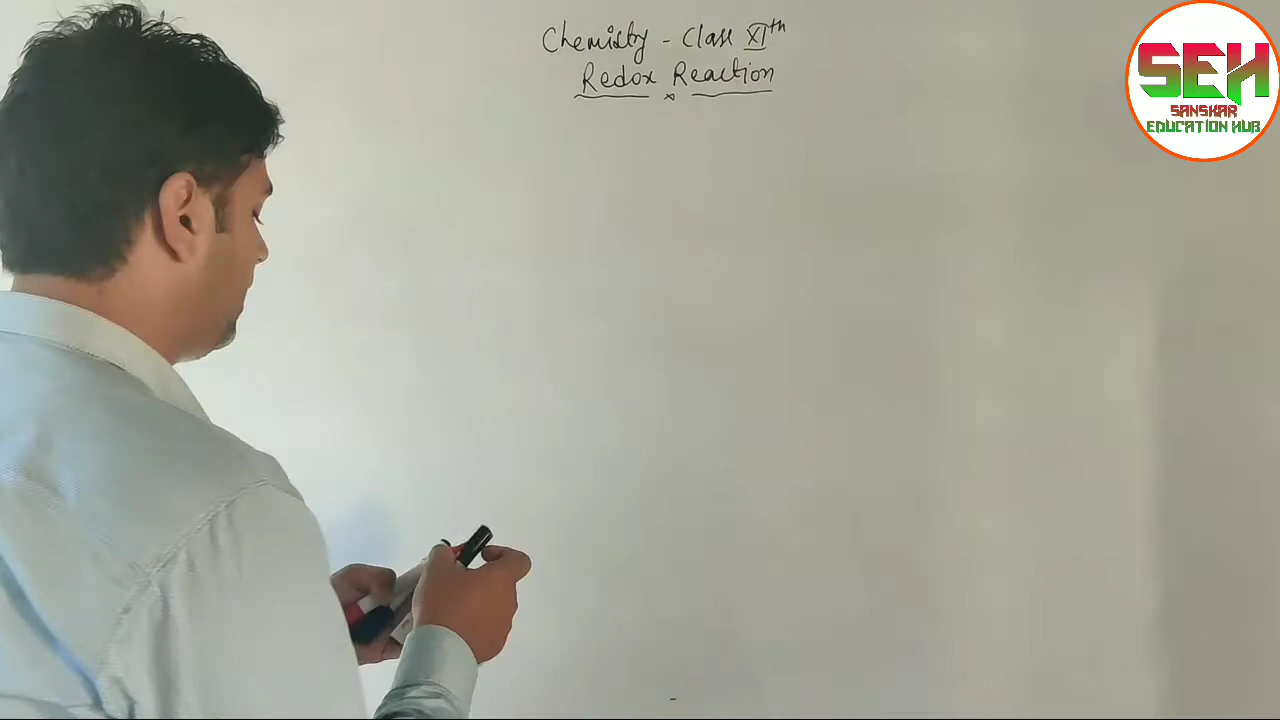 Chemistry - Class XIth
Redox Reaction
SEH
SANSKAR
EDUCATION HUB